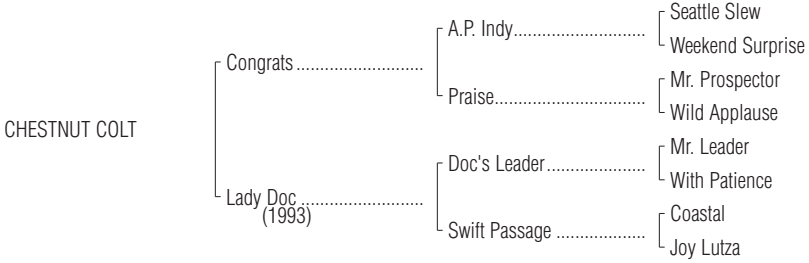 Seattle Slew
A.P. Indy..............................
Weekend Surprise
Congrats ...........................
Mr. Prospector
Praise..................................
Wild Applause
CHESTNUT COLT
Mr. Leader
Doc's Leader.....................
With Patience
Lady Doc ..........................
(1993)
Coastal
Swift Passage ...................
Joy Lutza